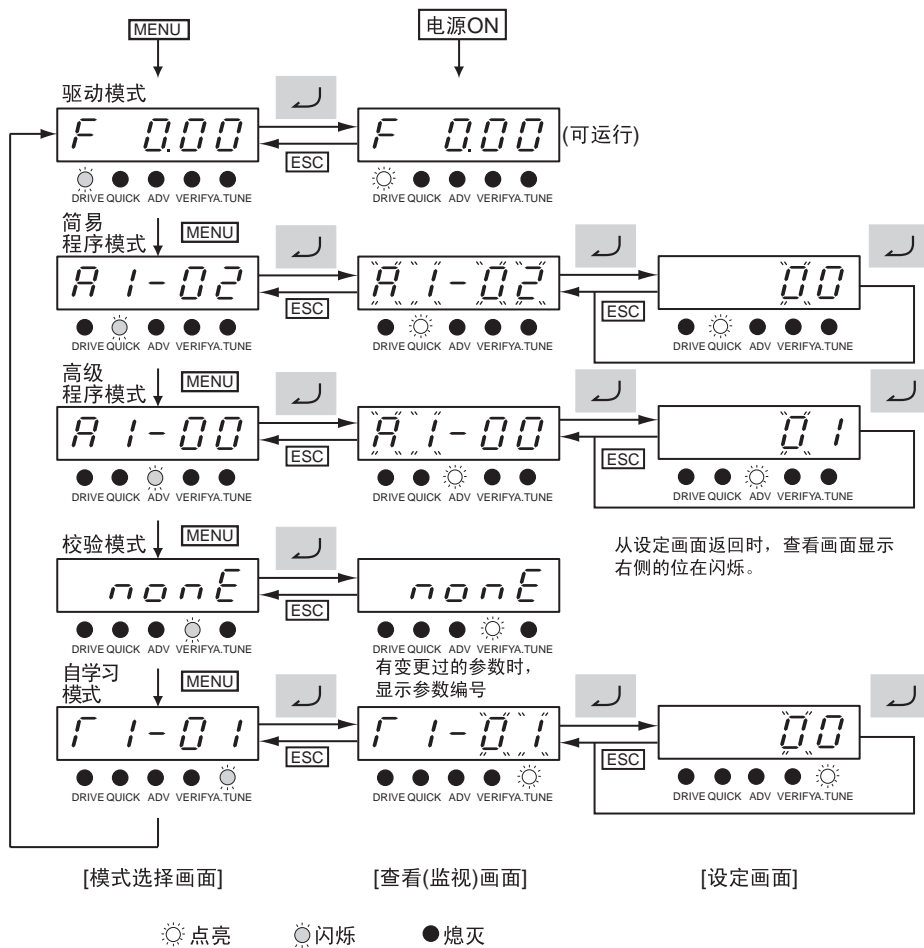 MENU
电源ON
驱动模式
F 0.00
F 0.00
(可运行)
ESC
DRIVE QUICK ADV VERIFY A.TUNE
DRIVE QUICK ADV VERIFY A.TUNE
简易
程序模式
MENU
A1-02
A1-02
00
ESC
ESC
DRIVE QUICK ADV VERIFY A.TUNE
DRIVE QUICK ADV VERIFY A.TUNE
DRIVE QUICK ADV VERIFY A.TUNE
高级
程序模式
MENU
A1-00
A1-00
01
ESC
ESC
DRIVE QUICK ADV VERIFY A.TUNE
DRIVE QUICK ADV VERIFY A.TUNE
DRIVE QUICK ADV VERIFY A.TUNE
校验模式
MENU
从设定画面返回时，查看画面显示
右侧的位在闪烁。
nonE
nonE
ESC
DRIVE QUICK ADV VERIFY A.TUNE
DRIVE QUICK ADV VERIFY A.TUNE
有变更过的参数时，
显示参数编号
自学习
模式
MENU
T1-01
T1-01
00
ESC
ESC
DRIVE QUICK ADV VERIFY A.TUNE
DRIVE QUICK ADV VERIFY A.TUNE
DRIVE QUICK ADV VERIFY A.TUNE
[模式选择画面]
[查看(监视)画面]
[设定画面]
点亮
闪烁
熄灭